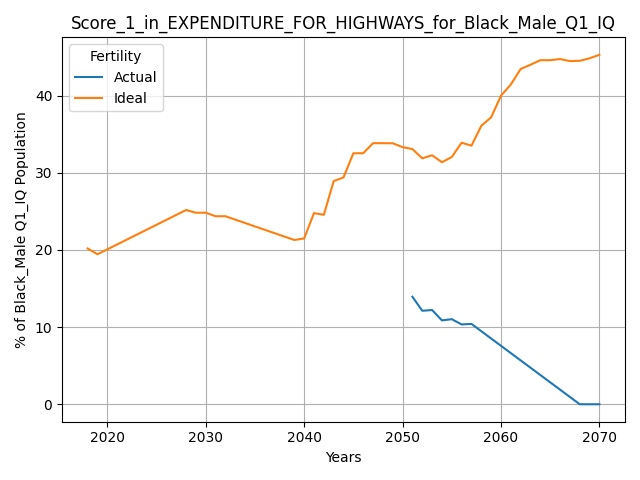 Score_1_in_EXPENDITURE_FOR_HIGHWAYS_for_Black_Male_Q1_IQ
Fertility
Actual
Ideal
% of Black_Male Q1_IQ Population
40
30
20
10
0
2020 2030 2040 2050 2060 2070
Years